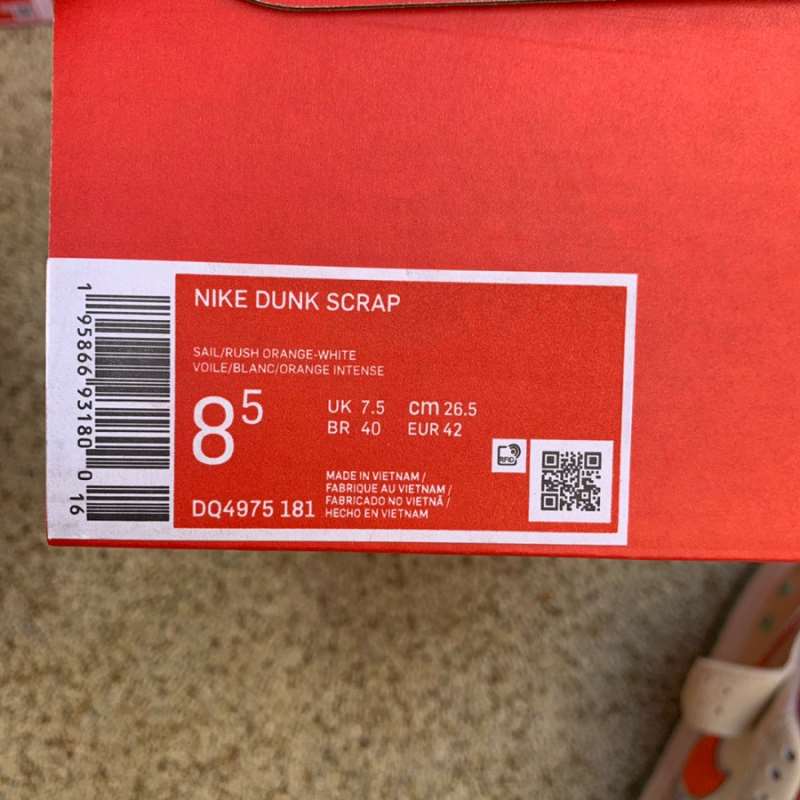 NIKE DUNK SCRAP
SAIL/RUSH ORANGE-WHITE
VOILE/BLANC/ORANGE INTENSE
8 5
UK 7.5 cm 26.5
BR 40 EUR 42
RFID
MADE IN VIETNAM /
FABRIQUE AU VIETNAM /
FABRICADO NO VIETNÃ /
HECHO EN VIETNAM
DQ4975 181
1 95866 93180 0 16